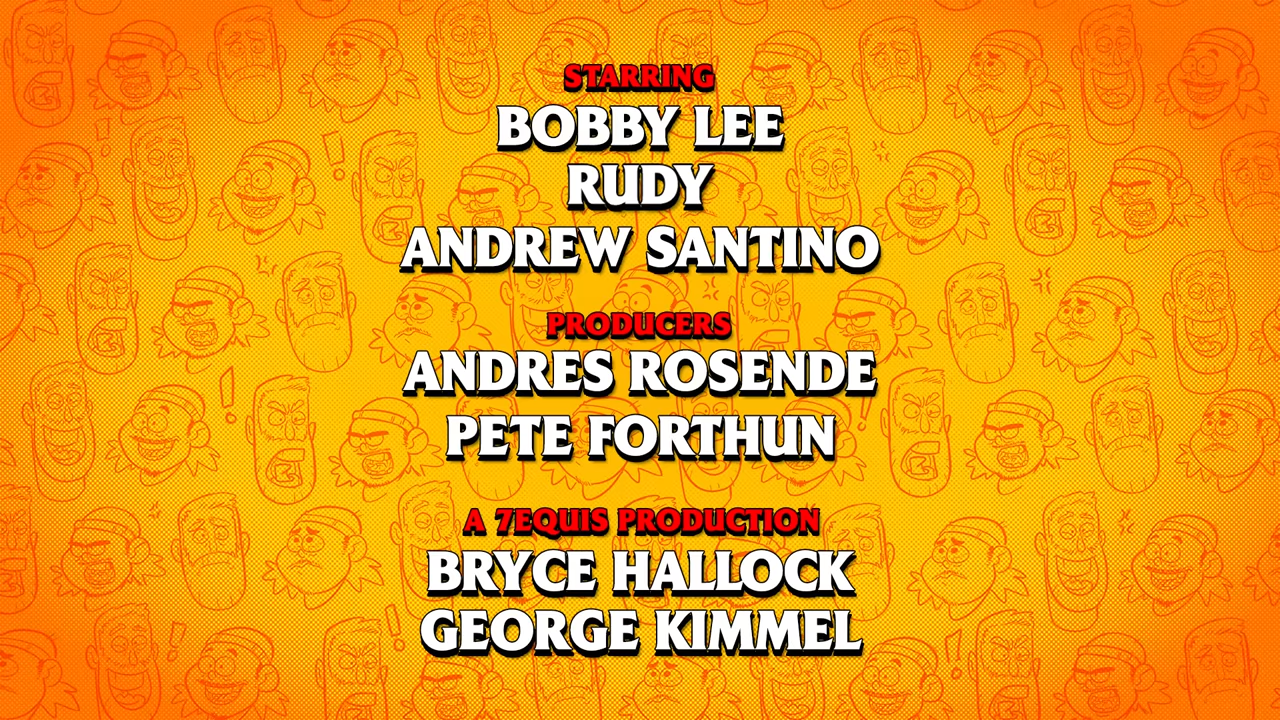 STARRING
BOBBY LEE
RUDY
ANDREW SANTINO
PRODUCERS
ANDRES ROSENDE
PETE FORTHUN
A 7EQUIS PRODUCTION
BRYCE HALLOCK
GEORGE KIMMEL